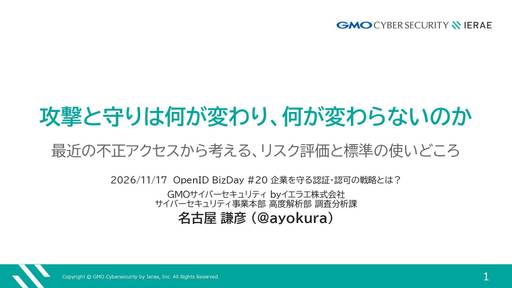 GMO CYBER SECURITY IERAE
攻撃と守りは何が変わり、何が変わらないのか
最近の不正アクセスから考える、リスク評価と標準の使いどころ
2026/11/17 OpenID BizDay #20 企業を守る認証・認可の戦略とは？
GMOサイバーセキュリティ byイエラエ株式会社
サイバーセキュリティ事業本部 高度解析部 調査分析課
名古屋 謙彦 （@ayokura）
Copyright © GMO Cybersecurity by Ierae, Inc. All Rights Reserved.
1